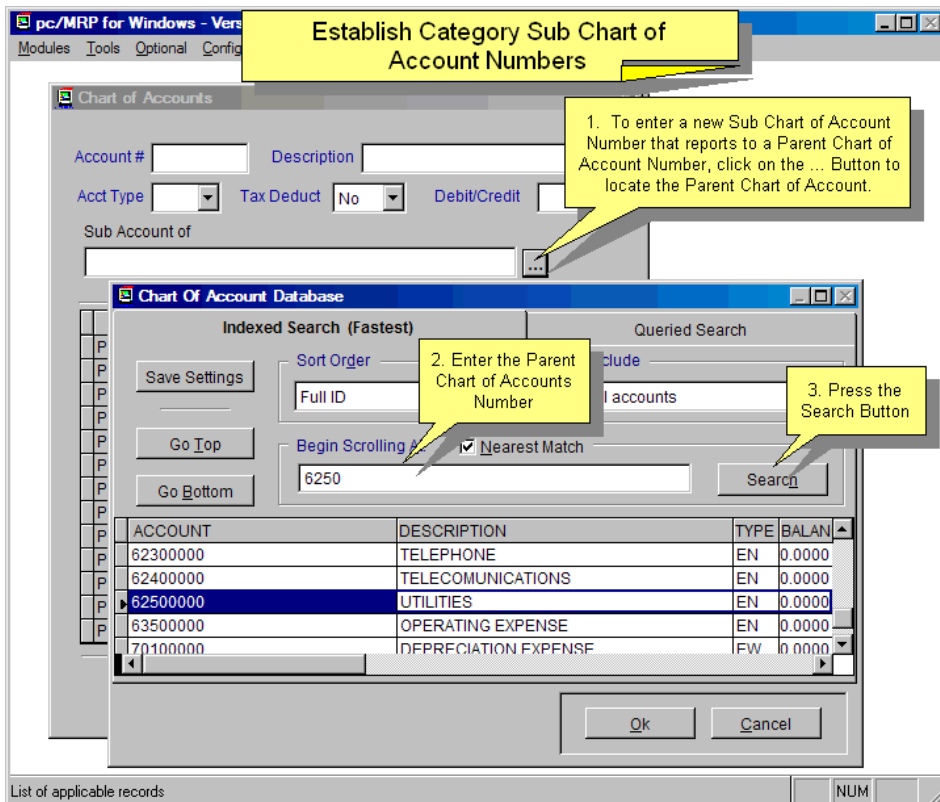 pc/MRP for Windows - Vers
Establish Category Sub Chart of
Account Numbers
Modules Tools Optional Config
Chart of Accounts
1. To enter a new Sub Chart of Account
Number that reports to a Parent Chart of
Account Number, click on the ... Button to
locate the Parent Chart of Account.
Account # Description
Acct Type Tax Deduct No Debit/Credit
Sub Account of
...
Chart Of Account Database
Indexed Search (Fastest) Queried Search
Save Settings
Sort Order
Full ID
2. Enter the Parent
Chart of Accounts
Number
clude
l accounts
3. Press the
Search Button
Go Top
Begin Scrolling A
Nearest Match
6250
Search
Go Bottom
ACCOUNT DESCRIPTION TYPE BALAN
62300000 TELEPHONE EN 0.0000
62400000 TELECOMUNICATIONS EN 0.0000
62500000 UTILITIES EN 0.0000
63500000 OPERATING EXPENSE EN 0.0000
70100000 DEPRECIATION EXPENSE EW 0.0000
P
P
P
P
P
P
P
P
P
P
P
P
P
Ok Cancel
List of applicable records NUM